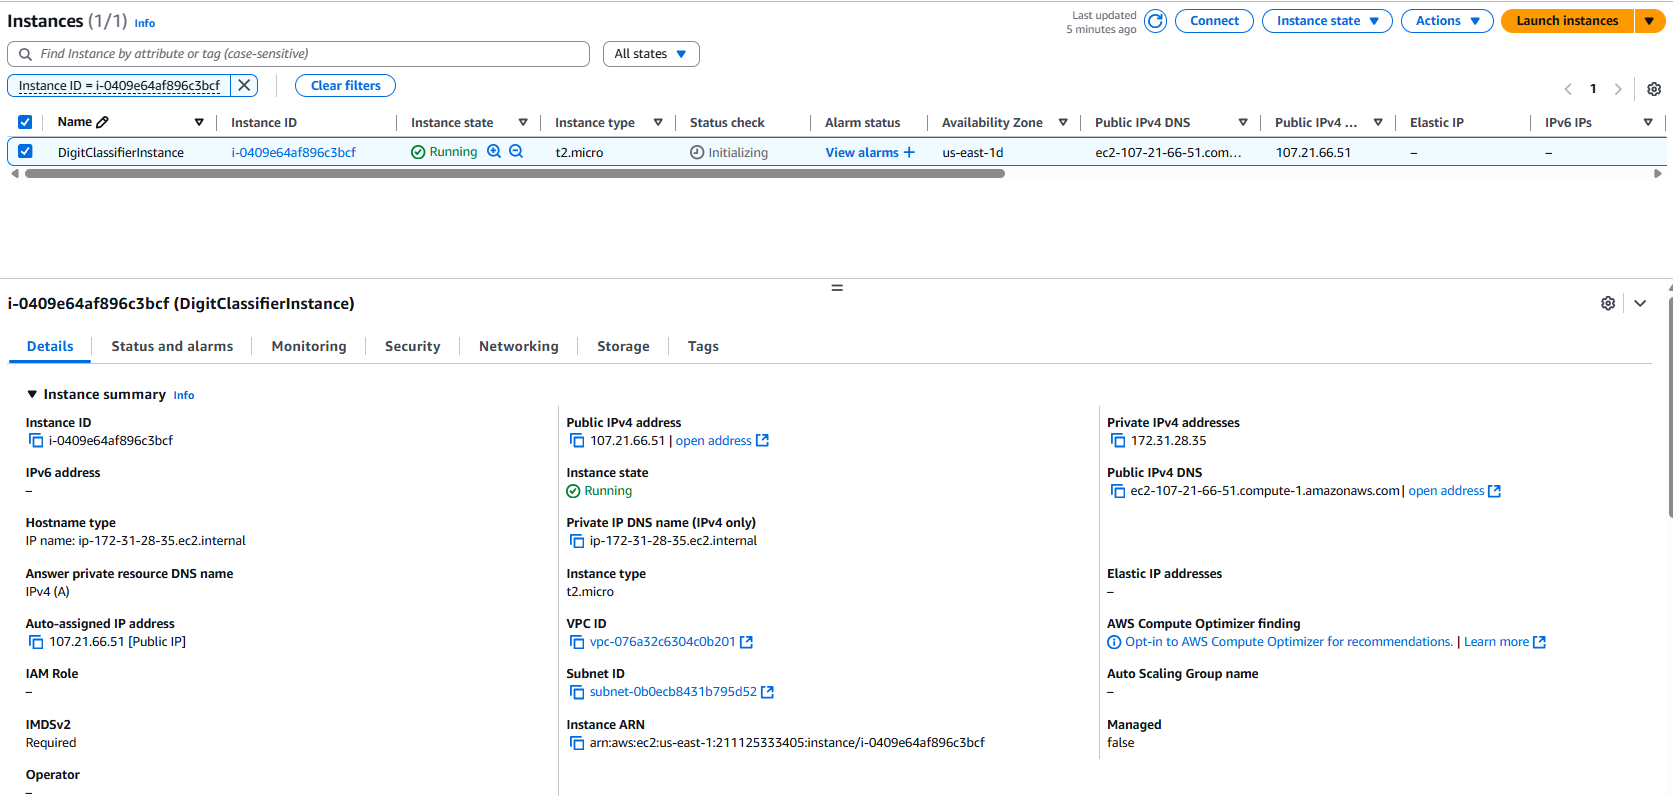 Instances (1/1) Info
Last updated
5 minutes ago
Connect
Instance state
Actions
Launch instances
Find Instance by attribute or tag (case-sensitive)
All states
Instance ID = i-0409e64af896c3bcf
Clear filters
1
Name Instance ID Instance state Instance type Status check Alarm status Availability Zone Public IPv4 DNS Public IPv4 ... Elastic IP IPv6 IPs
DigitClassifierInstance i-0409e64af896c3bcf Running t2.micro Initializing View alarms + us-east-1d ec2-107-21-66-51.com... 107.21.66.51 – –
i-0409e64af896c3bcf (DigitClassifierInstance)
Details Status and alarms Monitoring Security Networking Storage Tags
Instance summary Info
Instance ID
i-0409e64af896c3bcf
Public IPv4 address
107.21.66.51 | open address
Private IPv4 addresses
172.31.28.35
IPv6 address
–
Instance state
Running
Public IPv4 DNS
ec2-107-21-66-51.compute-1.amazonaws.com | open address
Hostname type
IP name: ip-172-31-28-35.ec2.internal
Private IP DNS name (IPv4 only)
ip-172-31-28-35.ec2.internal
Answer private resource DNS name
IPv4 (A)
Instance type
t2.micro
Elastic IP addresses
–
Auto-assigned IP address
107.21.66.51 [Public IP]
VPC ID
vpc-076a32c6304c0b201
AWS Compute Optimizer finding
Opt-in to AWS Compute Optimizer for recommendations. | Learn more
IAM Role
–
Subnet ID
subnet-0b0ecb8431b795d52
Auto Scaling Group name
–
IMDSv2
Required
Instance ARN
arn:aws:ec2:us-east-1:211125333405:instance/i-0409e64af896c3bcf
Managed
false
Operator
–